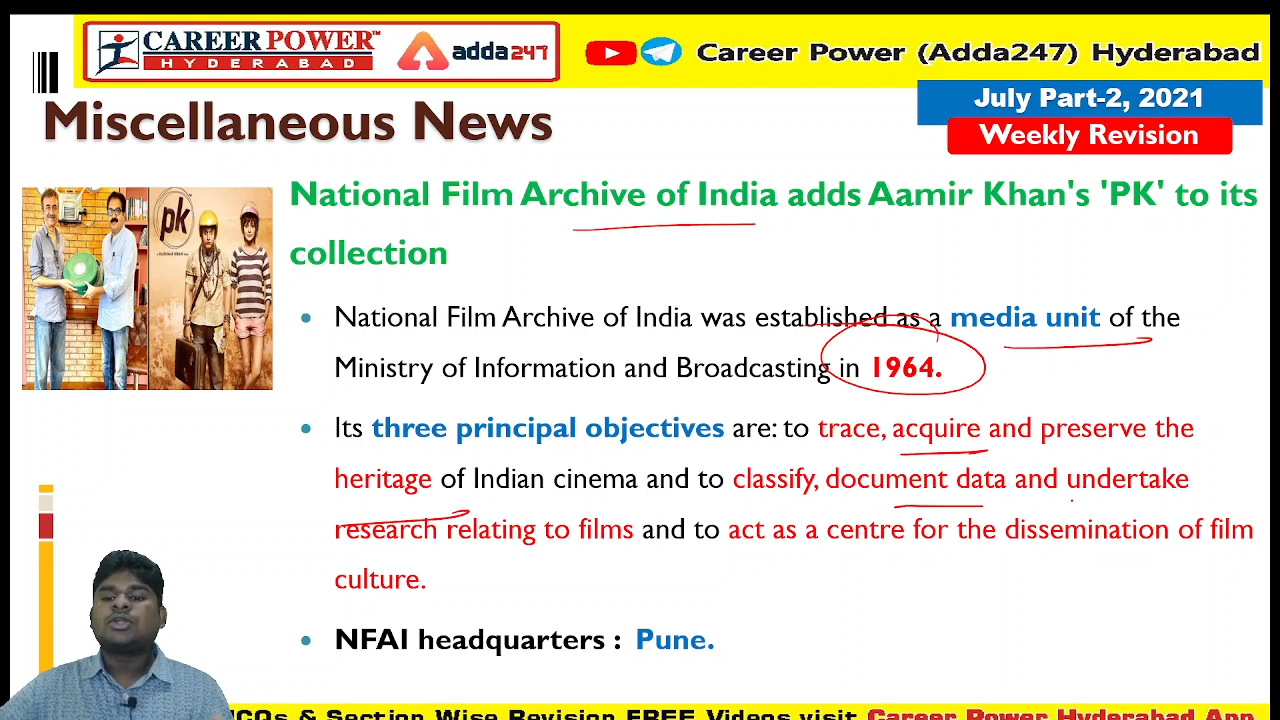 CAREER POWER™
HYDERABAD
adda247
Career Power (Adda247) Hyderabad
Miscellaneous News
July Part-2, 2021
Weekly Revision
pk
National Film Archive of India adds Aamir Khan's 'PK' to its
collection
• National Film Archive of India was established as a media unit of the
Ministry of Information and Broadcasting in 1964.
• Its three principal objectives are: to trace, acquire and preserve the
heritage of Indian cinema and to classify, document data and undertake
research relating to films and to act as a centre for the dissemination of film
culture.
• NFAI headquarters : Pune.
& Section Wise Revision FREE Videos visit Career Power Hyderabad App